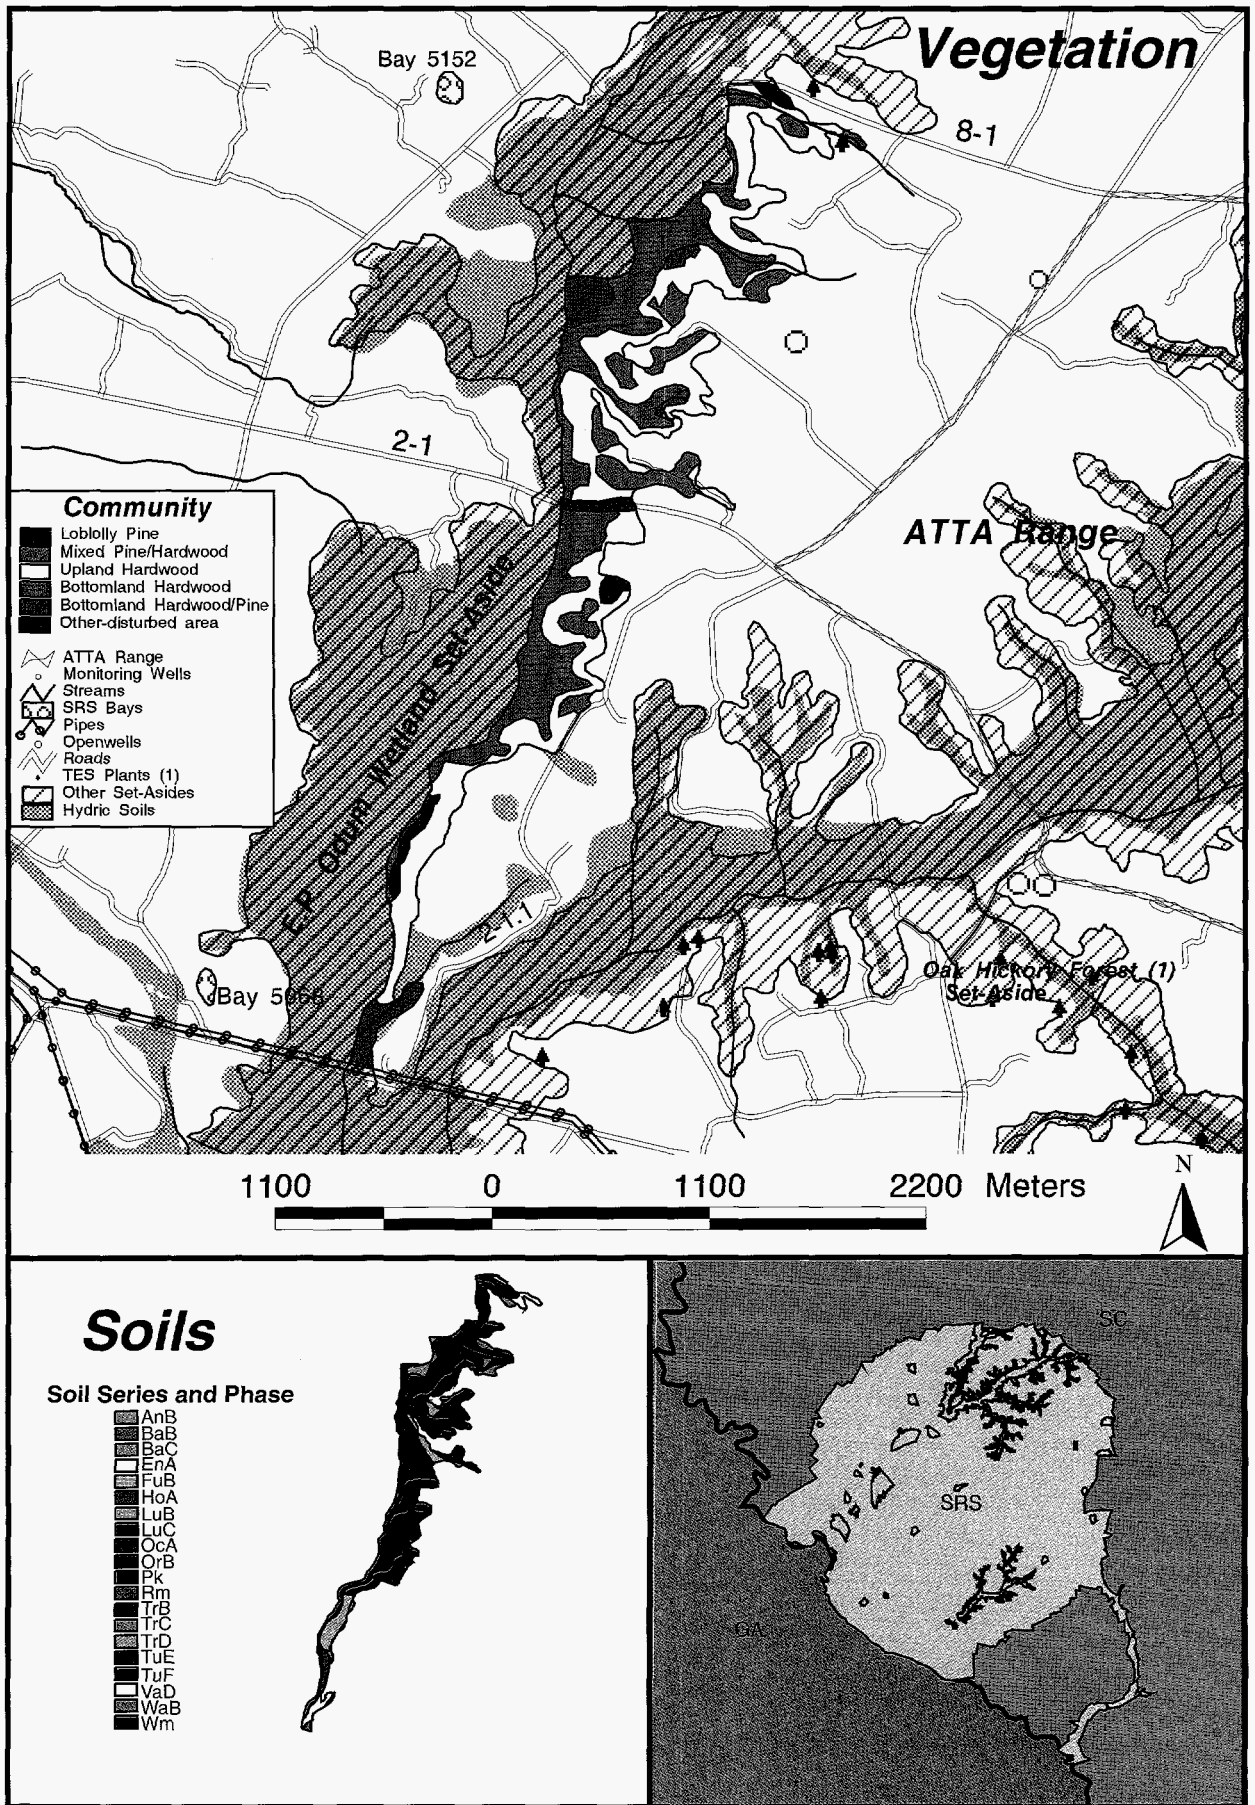 Vegetation
Bay 5152
8-1
2-1
ATTA Range
Community
Loblolly Pine
Mixed Pine/Hardwood
Upland Hardwood
Bottomland Hardwood
Bottomland Hardwood/Pine
Other-disturbed area
ATTA Range
Monitoring Wells
Streams
SRS Bays
Pipes
Openwells
Roads
TES Plants (1)
Other Set-Asides
Hydric Soils
E.P. Odum Wetland Set-Aside
2-1.1
Oak Hickory Forest (1)
Set-Aside
Bay 5068
1100 0 1100 2200 Meters
N
Soils
Soil Series and Phase
AnB
BaB
BaC
EnA
FuB
HoA
LuB
LuC
OcA
OrB
Pk
Rm
TrB
TrC
TrD
TuE
TuF
VaD
WaB
Wm
SC
SRS
GA